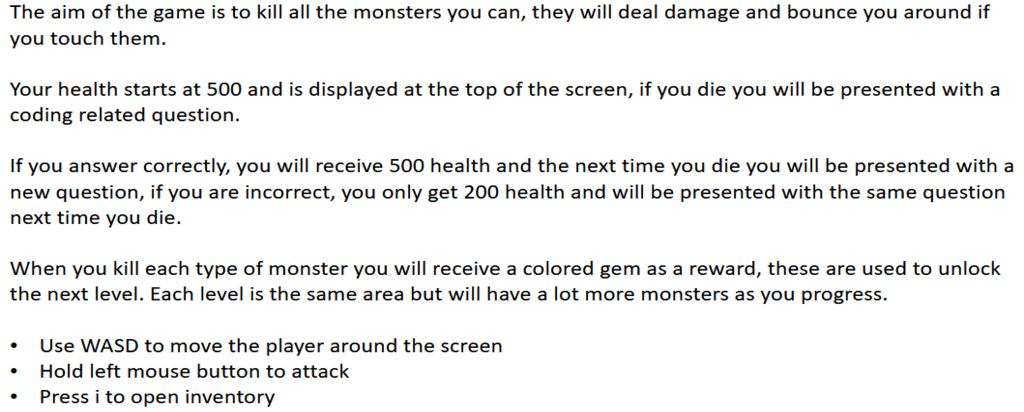 The aim of the game is to kill all the monsters you can, they will deal damage and bounce you around if
you touch them.
Your health starts at 500 and is displayed at the top of the screen, if you die you will be presented with a
coding related question.
If you answer correctly, you will receive 500 health and the next time you die you will be presented with a
new question, if you are incorrect, you only get 200 health and will be presented with the same question
next time you die.
When you kill each type of monster you will receive a colored gem as a reward, these are used to unlock
the next level. Each level is the same area but will have a lot more monsters as you progress.
• Use WASD to move the player around the screen
• Hold left mouse button to attack
• Press i to open inventory